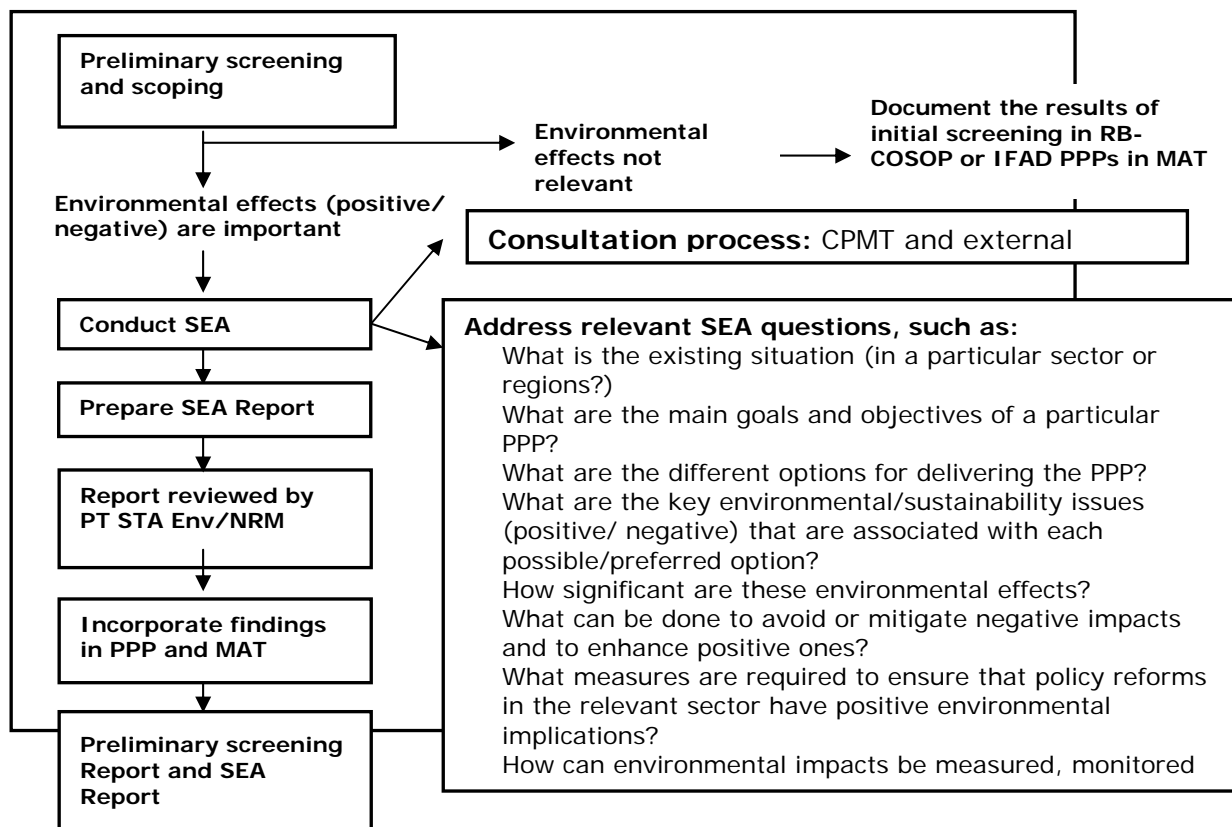 Preliminary screening
and scoping
Environmental
effects not
relevant
Document the results of
initial screening in RB-
COSOP or IFAD PPPs in MAT
Environmental effects (positive/
negative) are important
Consultation process: CPMT and external
Conduct SEA
Prepare SEA Report
Report reviewed by
PT STA Env/NRM
Incorporate findings
in PPP and MAT
Preliminary screening
Report and SEA
Report
Address relevant SEA questions, such as:
What is the existing situation (in a particular sector or
regions?)
What are the main goals and objectives of a particular
PPP?
What are the different options for delivering the PPP?
What are the key environmental/sustainability issues
(positive/ negative) that are associated with each
possible/preferred option?
How significant are these environmental effects?
What can be done to avoid or mitigate negative impacts
and to enhance positive ones?
What measures are required to ensure that policy reforms
in the relevant sector have positive environmental
implications?
How can environmental impacts be measured, monitored